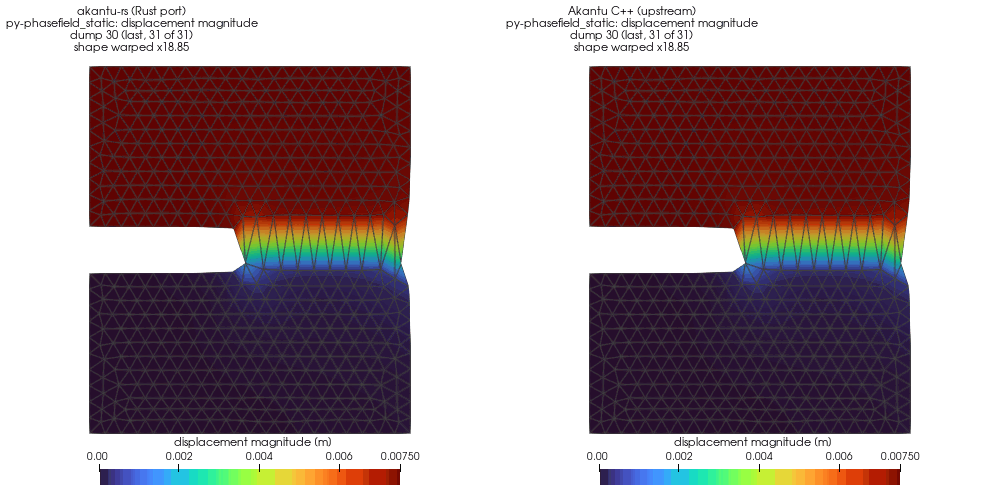 akantu-rs (Rust port)
py-phasefield_static: displacement magnitude
dump 30 (last, 31 of 31)
shape warped x18.85
displacement magnitude (m)
0.00 0.002 0.004 0.006 0.00750
Akantu C++ (upstream)
py-phasefield_static: displacement magnitude
dump 30 (last, 31 of 31)
shape warped x18.85
displacement magnitude (m)
0.00 0.002 0.004 0.006 0.00750